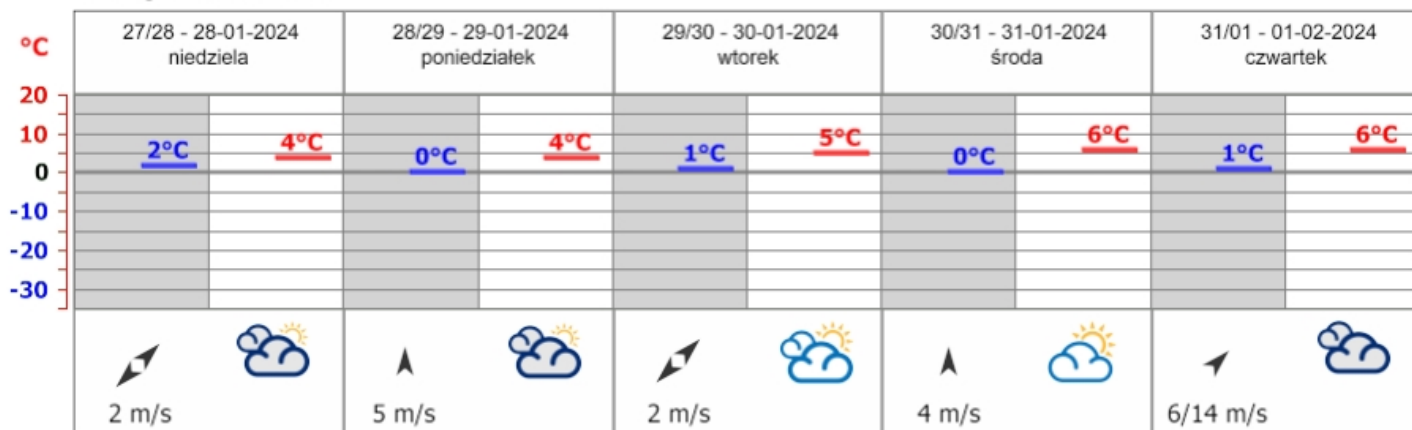 27/28 - 28-01-2024
niedziela
28/29 - 29-01-2024
poniedziałek
29/30 - 30-01-2024
wtorek
30/31 - 31-01-2024
środa
31/01 - 01-02-2024
czwartek
°C
20
10
0
-10
-20
-30
2°C 4°C 0°C 4°C 1°C 5°C 0°C 6°C 1°C 6°C
2 m/s 5 m/s 2 m/s 4 m/s 6/14 m/s